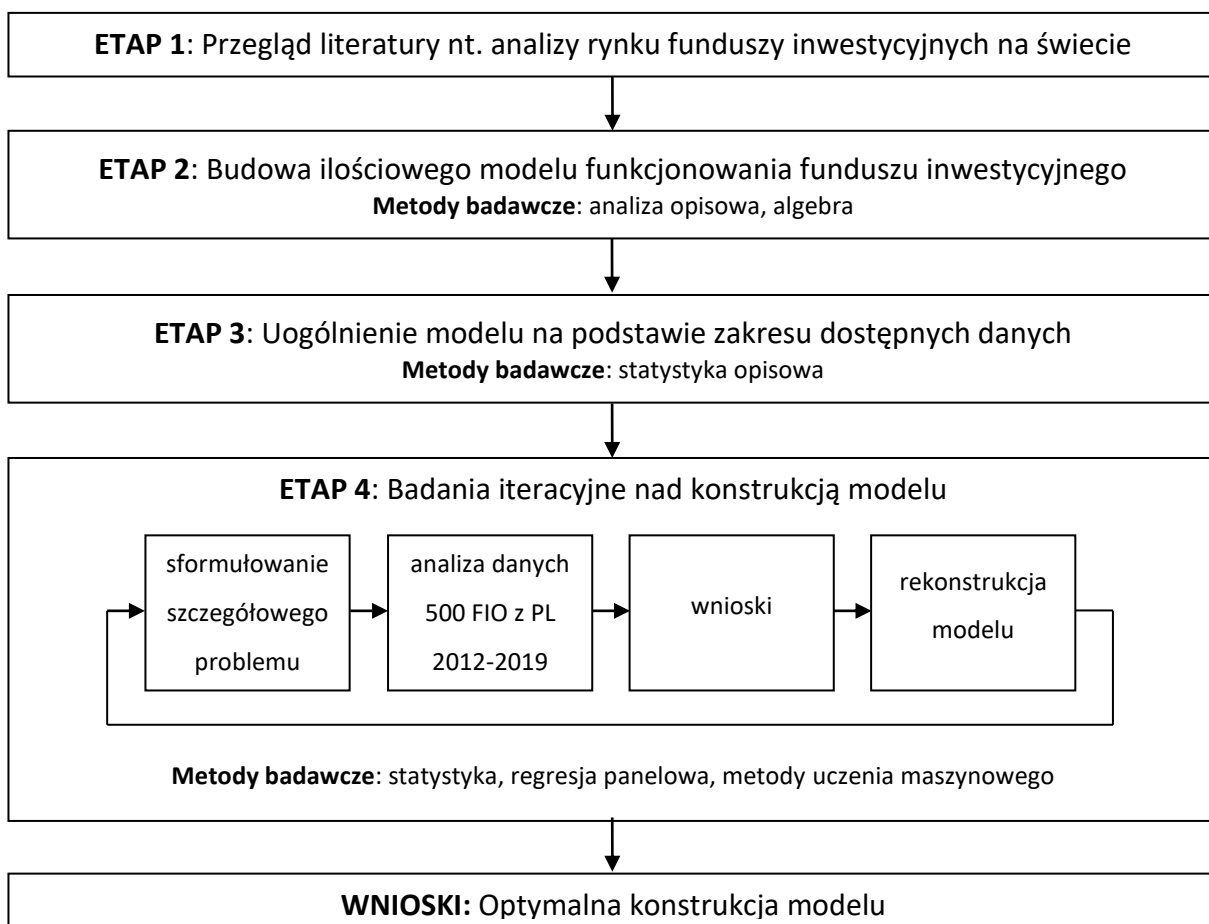 ETAP 1: Przegląd literatury nt. analizy rynku funduszy inwestycyjnych na świecie
ETAP 2: Budowa ilościowego modelu funkcjonowania funduszu inwestycyjnego
Metody badawcze: analiza opisowa, algebra
ETAP 3: Uogólnienie modelu na podstawie zakresu dostępnych danych
Metody badawcze: statystyka opisowa
ETAP 4: Badania iteracyjne nad konstrukcją modelu
sformułowanie
szczegółowego
problemu
analiza danych
500 FIO z PL
2012-2019
wnioski
rekonstrukcja
modelu
Metody badawcze: statystyka, regresja panelowa, metody uczenia maszynowego
WNIOSKI: Optymalna konstrukcja modelu